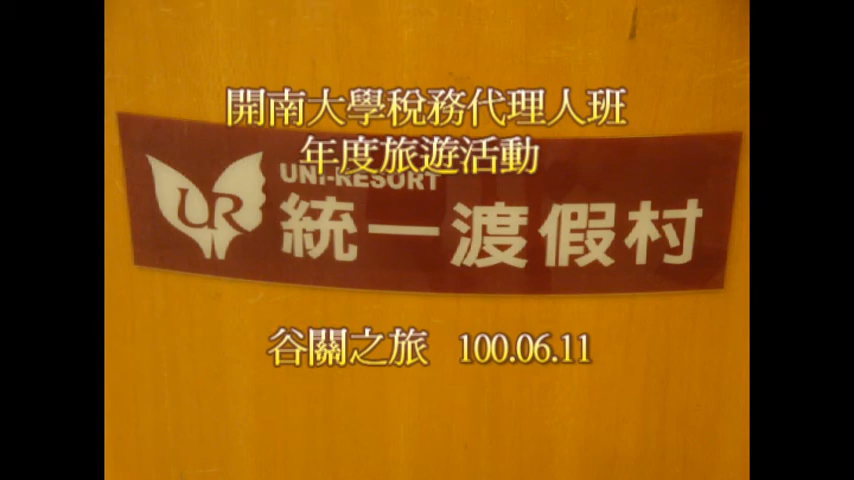 開南大學稅務代理人班
年度旅遊活動
UNI-RESORT
UR
統一渡假村
谷關之旅 100.06.11